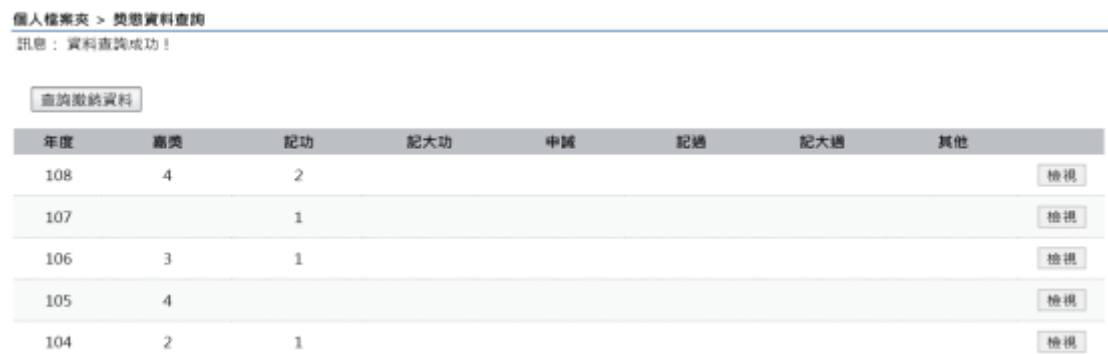 個人檔案夾 > 獎懲資料查詢
訊息： 資料查詢成功！
查詢撤銷資料
年度 嘉獎 記功 記大功 申誡 記過 記大過 其他
108 4 2 檢視
107 1 檢視
106 3 1 檢視
105 4 檢視
104 2 1 檢視